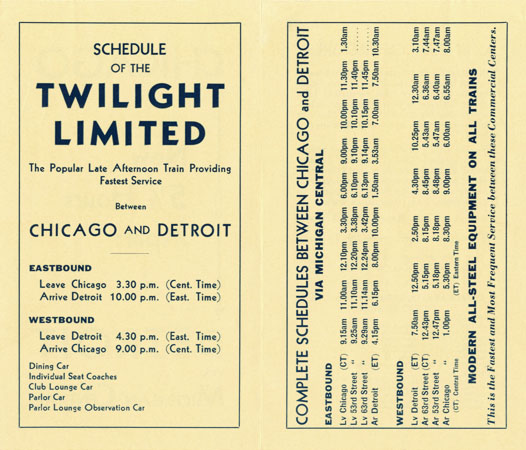 SCHEDULE
OF THE
TWILIGHT
LIMITED
The Popular Late Afternoon Train Providing
Fastest Service
Between
CHICAGO AND DETROIT
EASTBOUND
Leave Chicago 3.30 p.m. (Cent. Time)
Arrive Detroit 10.00 p.m. (East. Time)
WESTBOUND
Leave Detroit 4.30 p.m. (East. Time)
Arrive Chicago 9.00 p.m. (Cent. Time)
Dining Car
Individual Seat Coaches
Club Lounge Car
Parlor Car
Parlor Lounge Observation Car
COMPLETE SCHEDULES BETWEEN CHICAGO and DETROIT
VIA MICHIGAN CENTRAL
EASTBOUND
Lv Chicago (CT) 9.15am 11.00am 12.10pm 3.30pm 6.00pm 9.00pm 10.00pm 11.30pm 1.30am
Lv 53rd Street " 9.25am 11.10am 12.20pm 3.38pm 6.10pm 9.10pm 10.10pm 11.40pm ......
Lv 63rd Street " 9.29am 11.14am 12.24pm 3.42pm 6.13pm 9.14pm 10.15pm 11.45pm ......
Ar Detroit (ET) 4.15pm 6.15pm 8.00pm 10.00pm 1.50am 3.53am 7.00am 7.50am 10.30am
WESTBOUND
Lv Detroit (ET) 7.50am 12.50pm 2.50pm 4.30pm 10.25pm 12.30am 3.10am
Ar 63rd Street (CT) 12.43pm 5.15pm 8.15pm 8.45pm 5.43am 6.36am 7.44am
Ar 53rd Street " 12.47pm 5.18pm 8.18pm 8.48pm 5.47am 6.40am 7.47am
Ar Chicago " 1.00pm 5.30pm 8.30pm 9.00pm 6.00am 6.55am 8.00am
(CT) Central Time (ET) Eastern Time
MODERN ALL-STEEL EQUIPMENT ON ALL TRAINS
This is the Fastest and Most Frequent Service between these Commercial Centers.